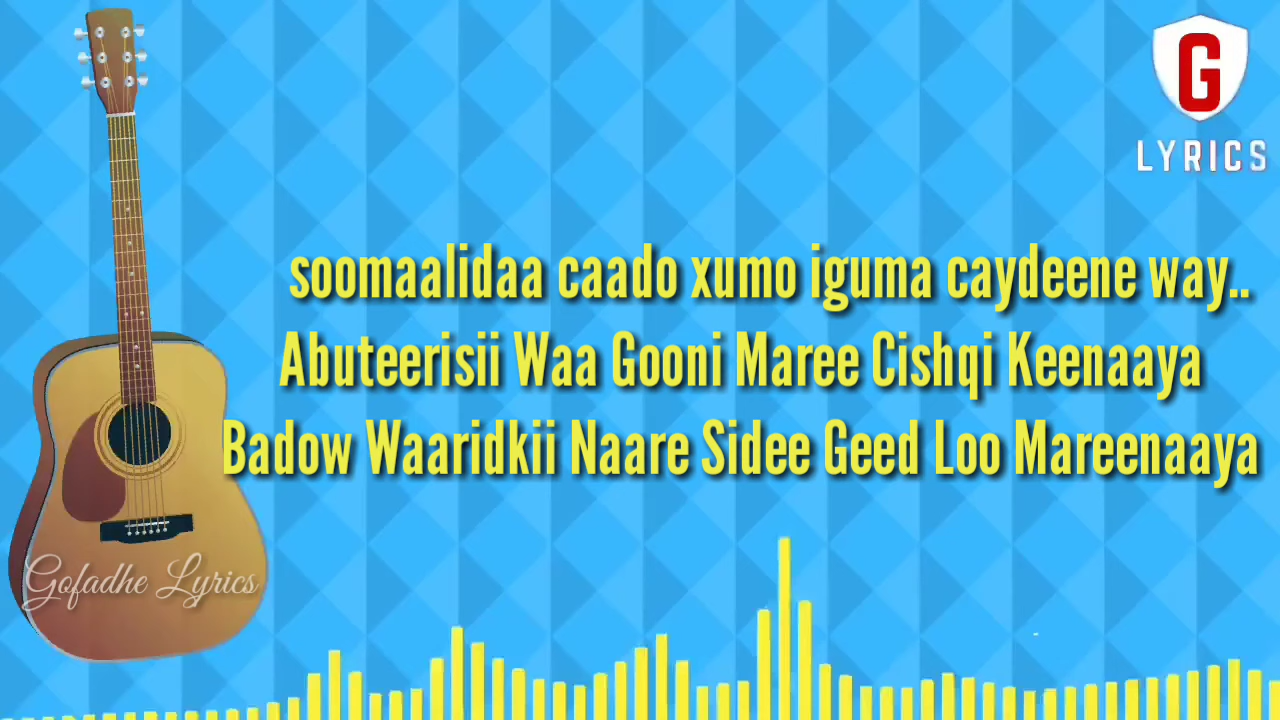 G
LYRICS
soomaalidaa caado xumo iguma caydeene way..
Abuteerisii Waa Gooni Maree Cishqi Keenaaya
Badow Waaridkii Naare Sidee Geed Loo Mareenaaya
Gofadhe Lyrics